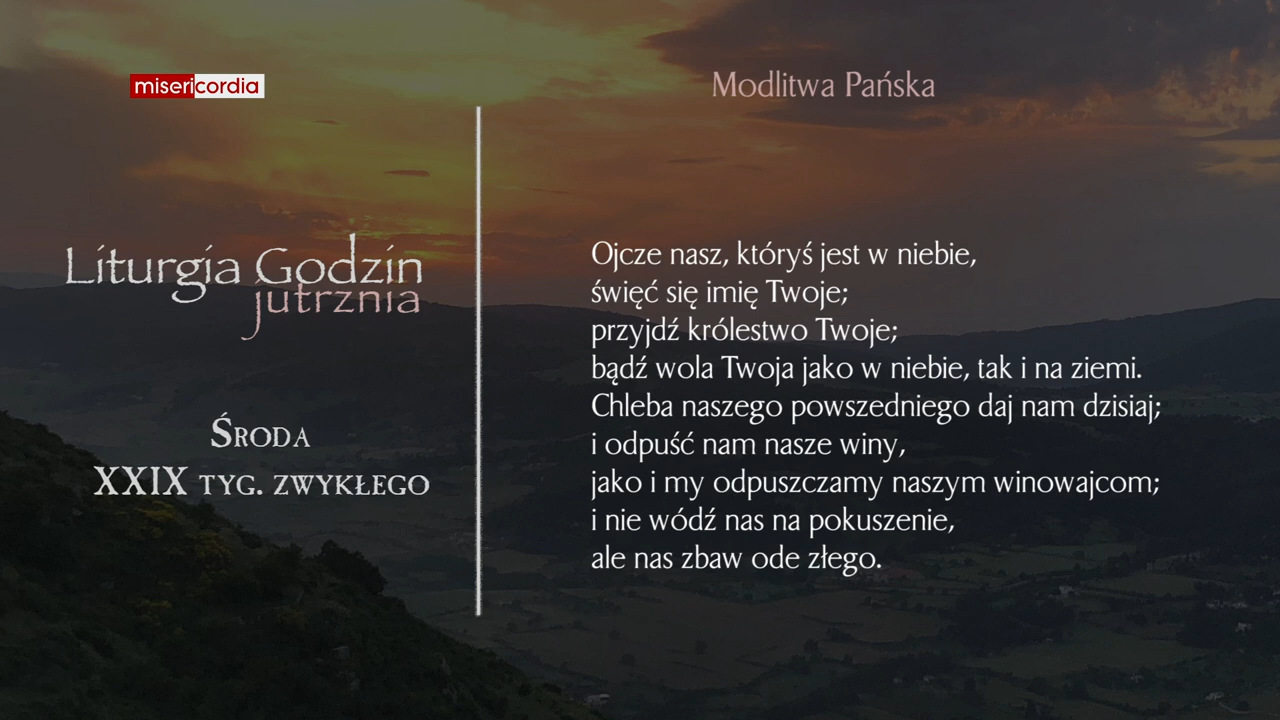 misericordia
Liturgia Godzin
jutrznia
Środa
XXIX tyg. zwykłego
Modlitwa Pańska
Ojcze nasz, któryś jest w niebie,
święć się imię Twoje;
przyjdź królestwo Twoje;
bądź wola Twoja jako w niebie, tak i na ziemi.
Chleba naszego powszedniego daj nam dzisiaj;
i odpuść nam nasze winy,
jako i my odpuszczamy naszym winowajcom;
i nie wódź nas na pokuszenie,
ale nas zbaw ode złego.